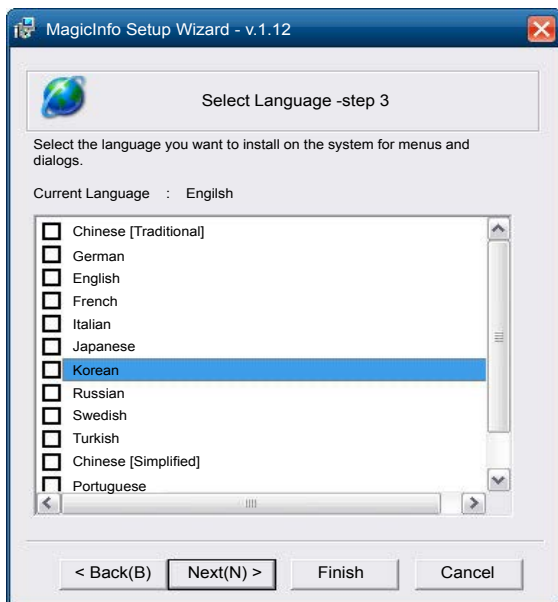 MagicInfo Setup Wizard - v.1.12
Select Language -step 3
Select the language you want to install on the system for menus and
dialogs.
Current Language : Engilsh
Chinese [Traditional]
German
English
French
Italian
Japanese
Korean
Russian
Swedish
Turkish
Chinese [Simplified]
Portuguese
< Back(B) Next(N) > Finish Cancel